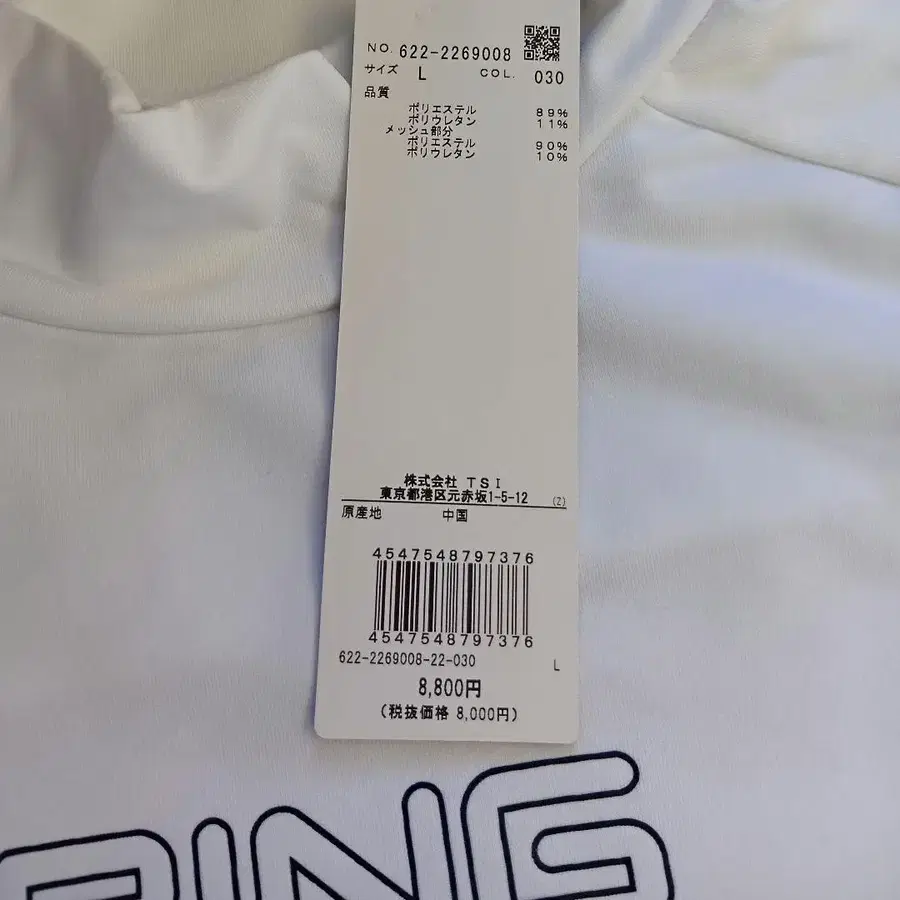 NO. 622-2269008
サイズ L COL. 030
品質
ポリエステル 89%
ポリウレタン 11%
メッシュ部分
ポリエステル 90%
ポリウレタン 10%
株式会社 TSI
東京都港区元赤坂1-5-12 (Z)
原産地 中国
4547548797376
4547548797376
622-2269008-22-030 L
8,800円
(税抜価格 8,000円)
PING